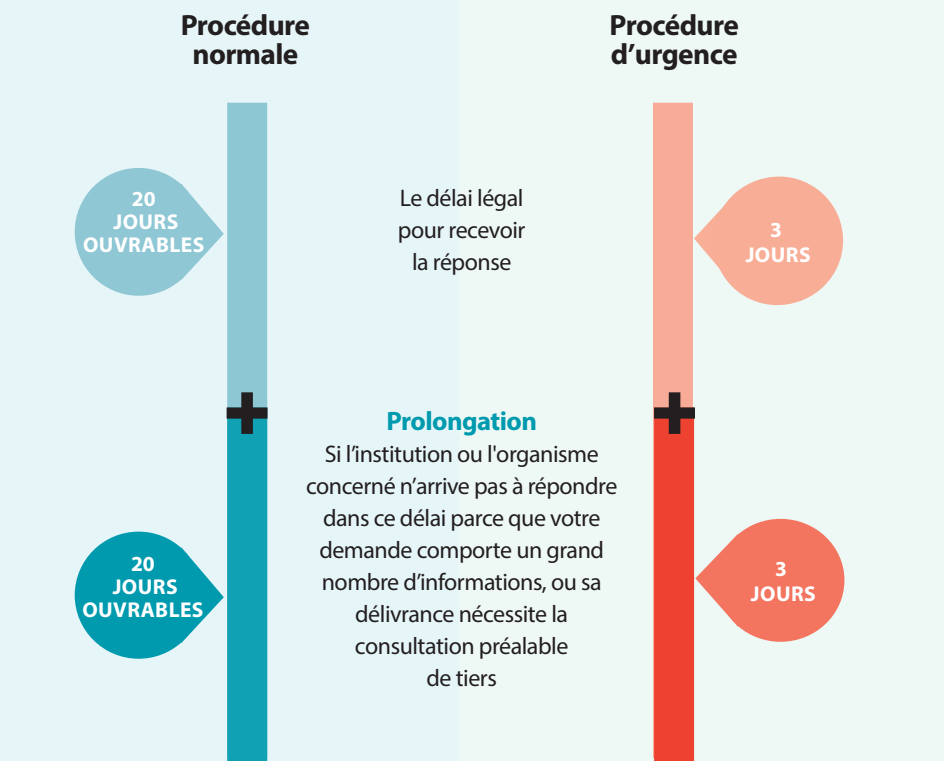 Procédure
normale
Procédure
d’urgence
20
JOURS
OUVRABLES
Le délai légal
pour recevoir
la réponse
3
JOURS
Prolongation
Si l’institution ou l'organisme
concerné n’arrive pas à répondre
dans ce délai parce que votre
demande comporte un grand
nombre d’informations, ou sa
délivrance nécessite la
consultation préalable
de tiers
20
JOURS
OUVRABLES
3
JOURS